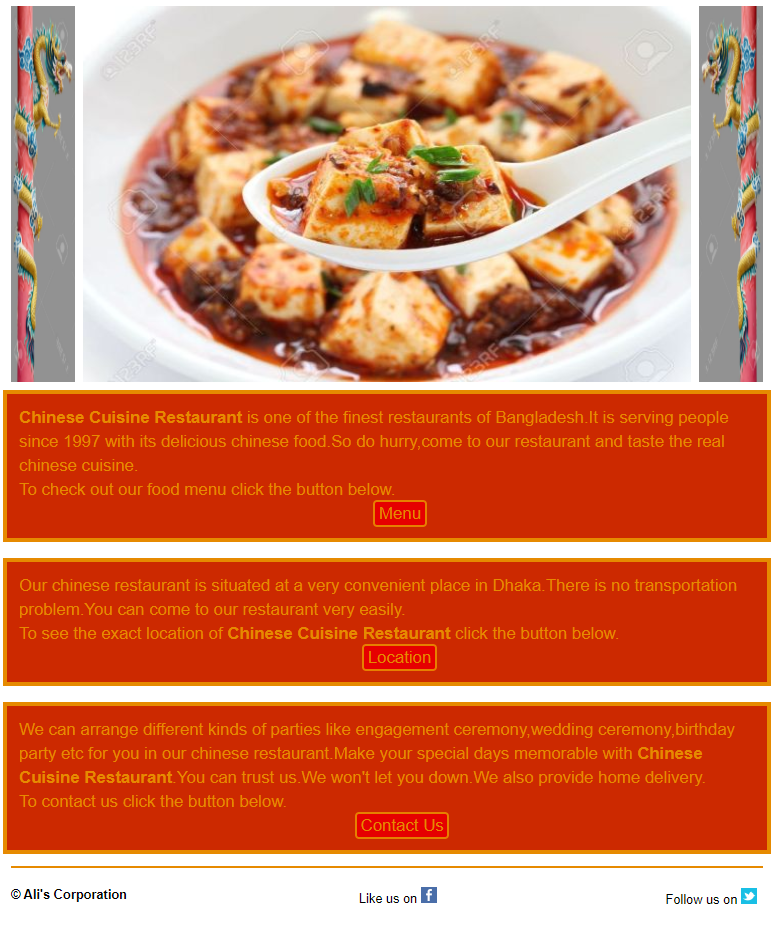 123RF
123RF
123RF
123RF
123RF
Chinese Cuisine Restaurant is one of the finest restaurants of Bangladesh.It is serving people
since 1997 with its delicious chinese food.So do hurry,come to our restaurant and taste the real
chinese cuisine.
To check out our food menu click the button below.
Menu
Our chinese restaurant is situated at a very convenient place in Dhaka.There is no transportation
problem.You can come to our restaurant very easily.
To see the exact location of Chinese Cuisine Restaurant click the button below.
Location
We can arrange different kinds of parties like engagement ceremony,wedding ceremony,birthday
party etc for you in our chinese restaurant.Make your special days memorable with Chinese
Cuisine Restaurant.You can trust us.We won't let you down.We also provide home delivery.
To contact us click the button below.
Contact Us
© Ali's Corporation
Like us on f
Follow us on